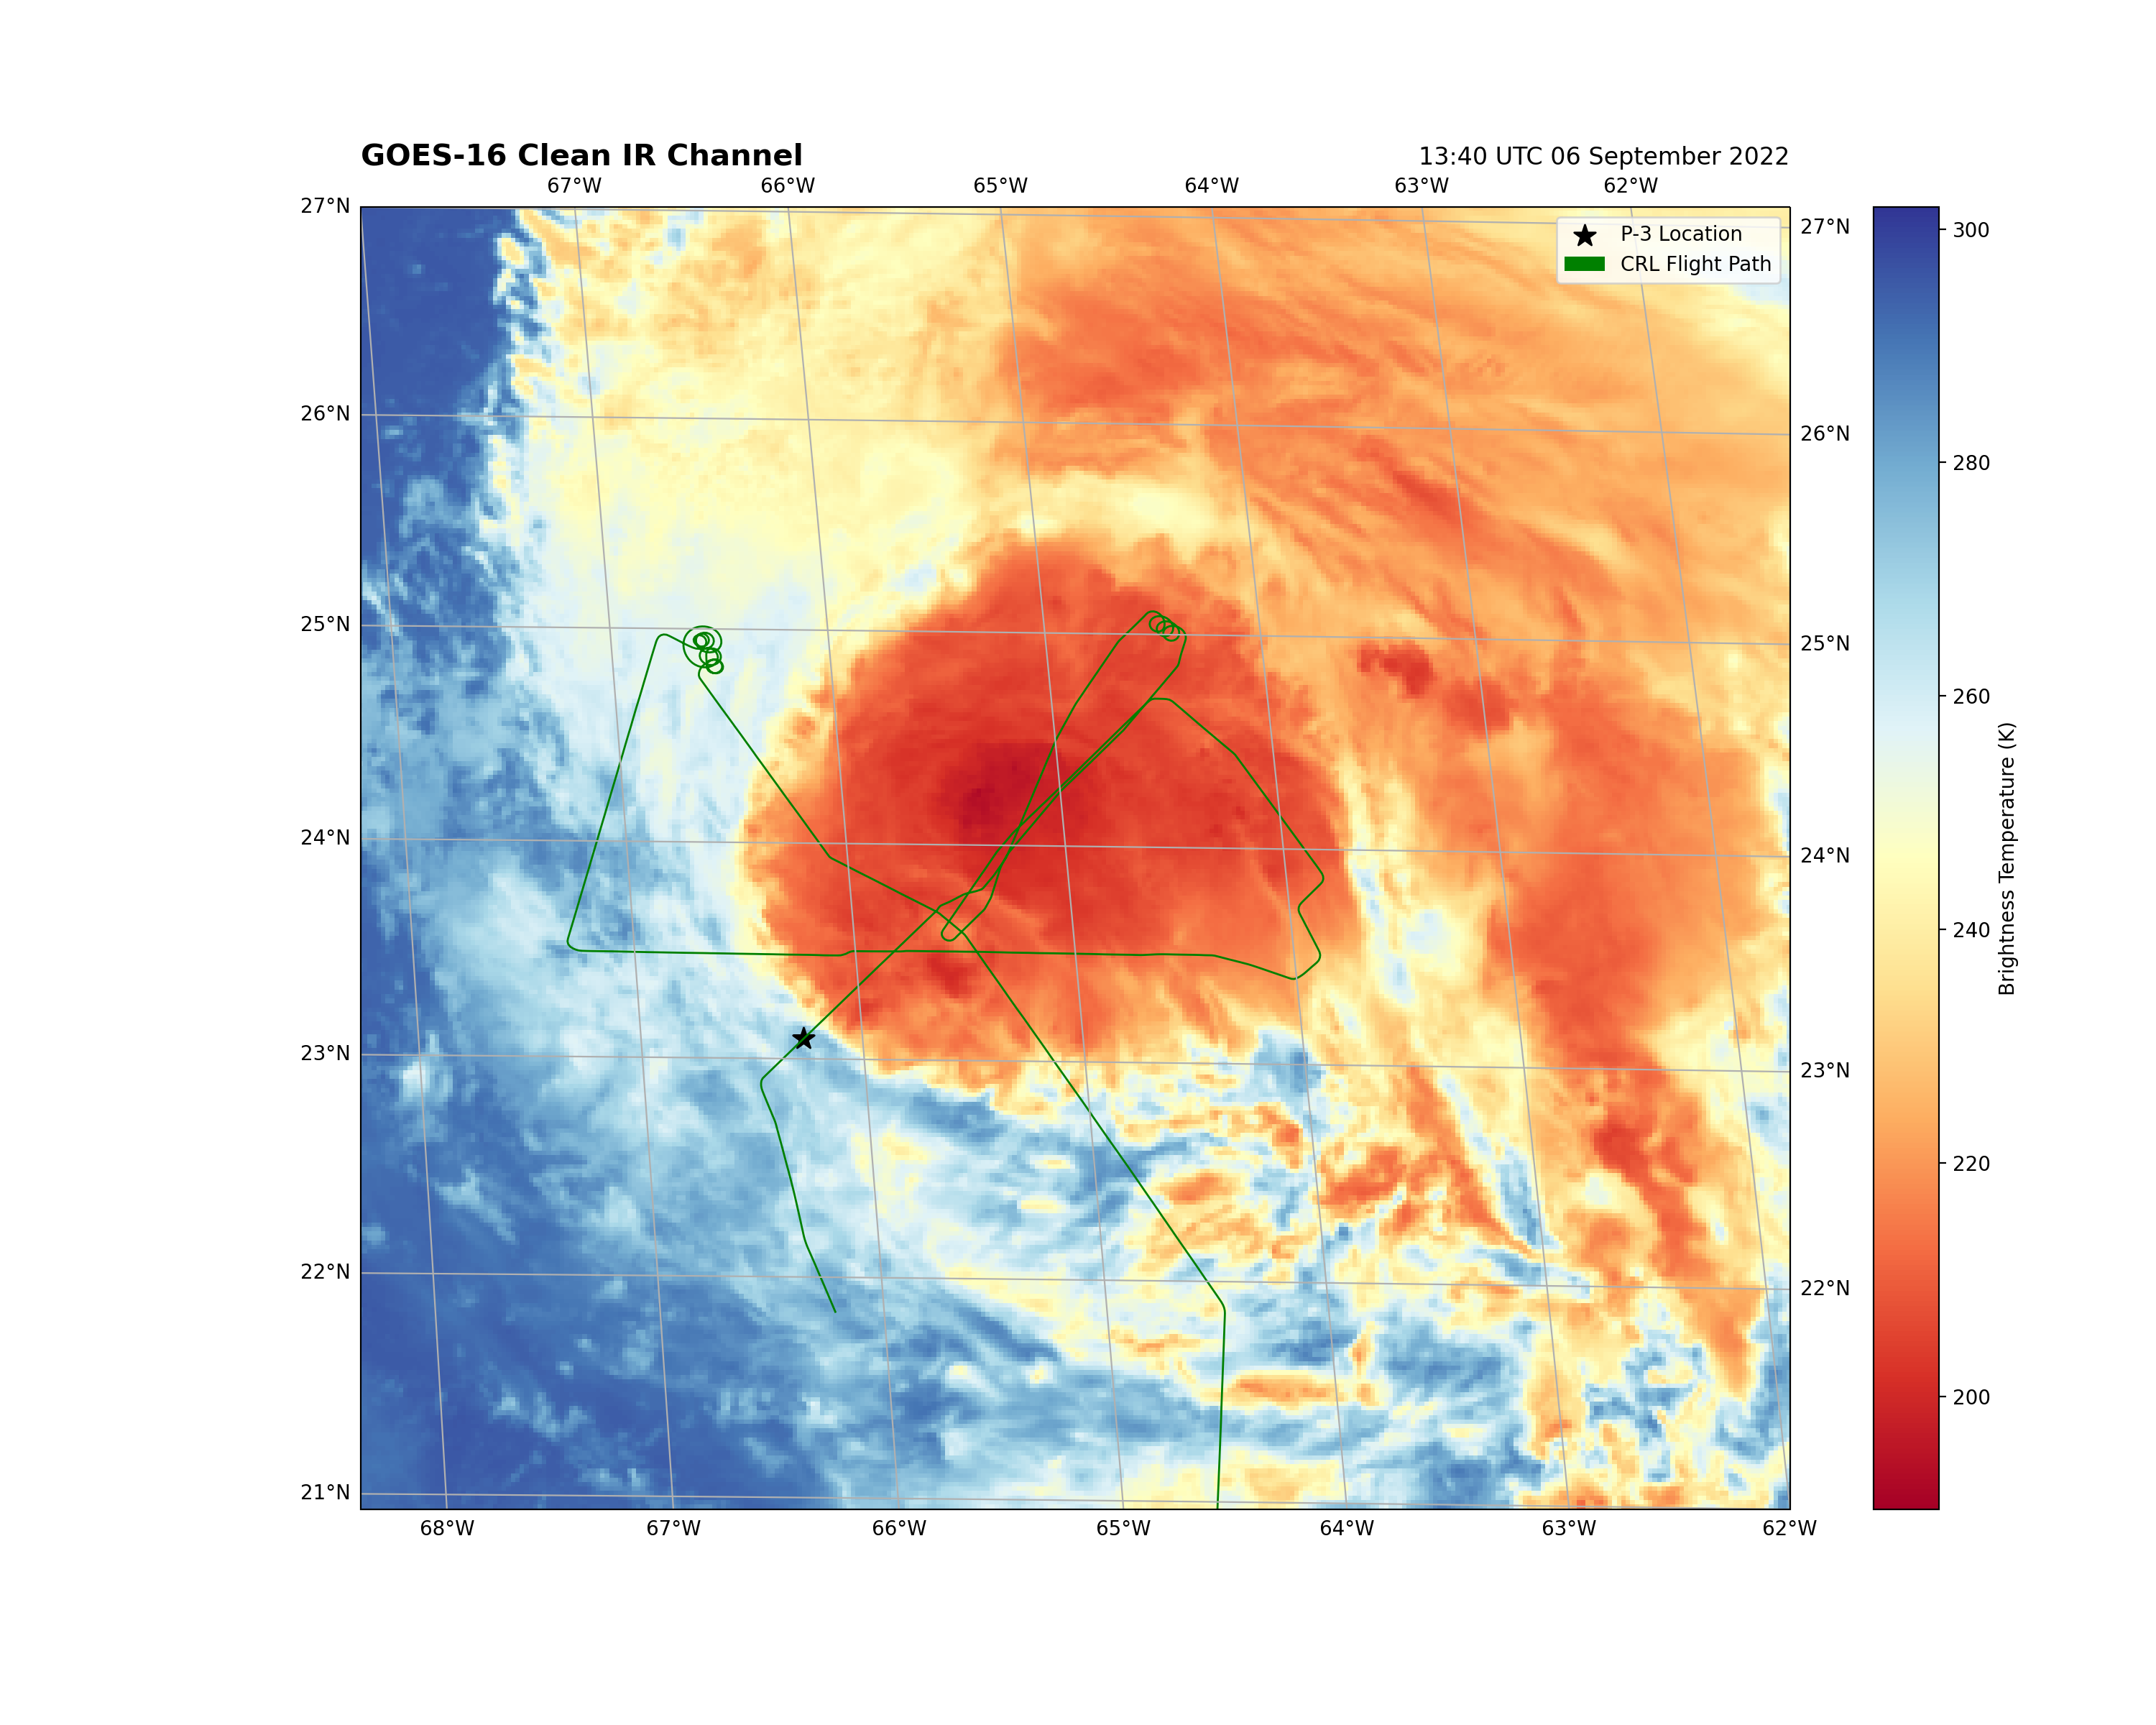 GOES-16 Clean IR Channel
13:40 UTC 06 September 2022
67°W 66°W 65°W 64°W 63°W 62°W
27°N
27°N
P-3 Location
CRL Flight Path
300
26°N
26°N
280
25°N
25°N
260
Brightness Temperature (K)
24°N
24°N
240
23°N
23°N
220
22°N
22°N
200
21°N
68°W 67°W 66°W 65°W 64°W 63°W 62°W